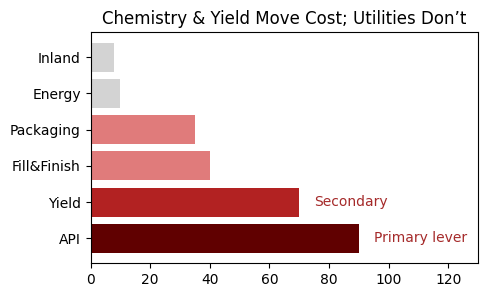 Chemistry & Yield Move Cost; Utilities Don’t
Inland
Energy
Packaging
Fill&Finish
Yield
Secondary
API
Primary lever
0 20 40 60 80 100 120